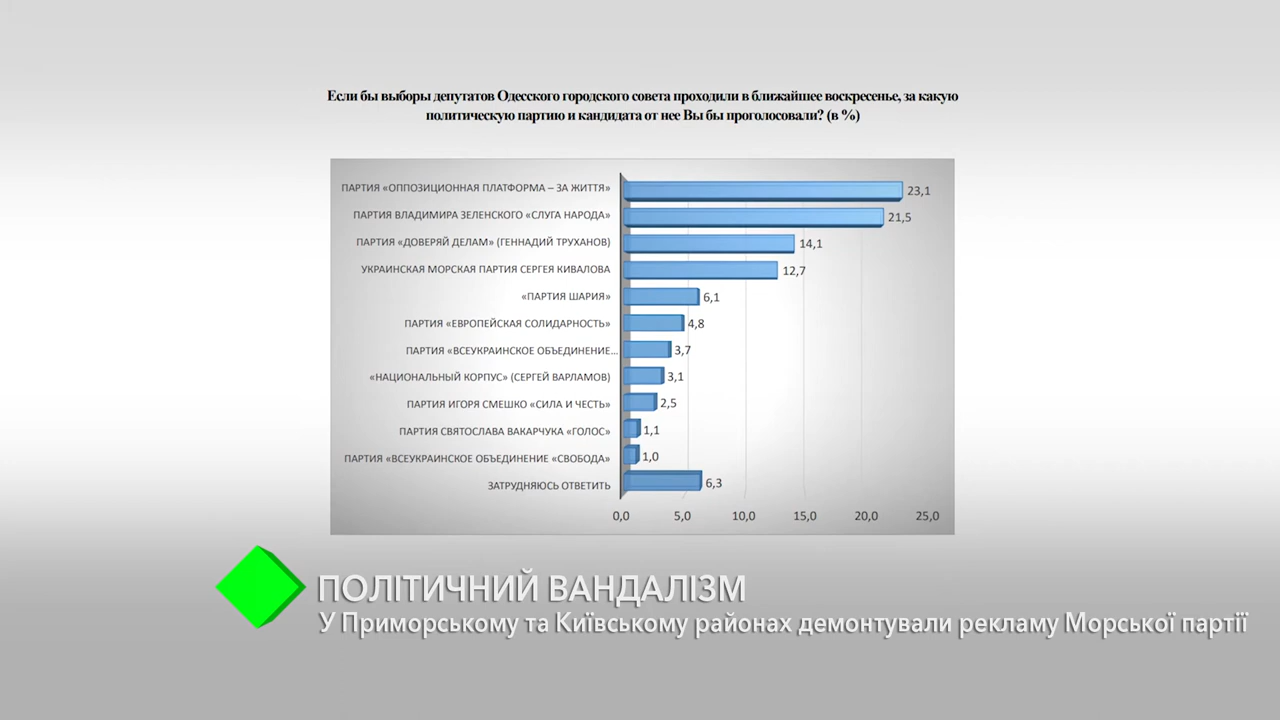 Если бы выборы депутатов Одесского городского совета проходили в ближайшее воскресенье, за какую
политическую партию и кандидата от нее Вы бы проголосовали? (в %)
ПАРТИЯ «ОППОЗИЦИОННАЯ ПЛАТФОРМА – ЗА ЖИТТЯ» 23,1
ПАРТИЯ ВЛАДИМИРА ЗЕЛЕНСКОГО «СЛУГА НАРОДА» 21,5
ПАРТИЯ «ДОВЕРЯЙ ДЕЛАМ» (ГЕННАДИЙ ТРУХАНОВ) 14,1
УКРАИНСКАЯ МОРСКАЯ ПАРТИЯ СЕРГЕЯ КИВАЛОВА 12,7
«ПАРТИЯ ШАРИЯ» 6,1
ПАРТИЯ «ЕВРОПЕЙСКАЯ СОЛИДАРНОСТЬ» 4,8
ПАРТИЯ «ВСЕУКРАИНСКОЕ ОБЪЕДИНЕНИЕ... 3,7
«НАЦИОНАЛЬНЫЙ КОРПУС» (СЕРГЕЙ ВАРЛАМОВ) 3,1
ПАРТИЯ ИГОРЯ СМЕШКО «СИЛА И ЧЕСТЬ» 2,5
ПАРТИЯ СВЯТОСЛАВА ВАКАРЧУКА «ГОЛОС» 1,1
ПАРТИЯ «ВСЕУКРАИНСКОЕ ОБЪЕДИНЕНИЕ «СВОБОДА» 1,0
ЗАТРУДНЯЮСЬ ОТВЕТИТЬ 6,3
0,0 5,0 10,0 15,0 20,0 25,0
ПОЛІТИЧНИЙ ВАНДАЛІЗМ
У Приморському та Київському районах демонтували рекламу Морської партії